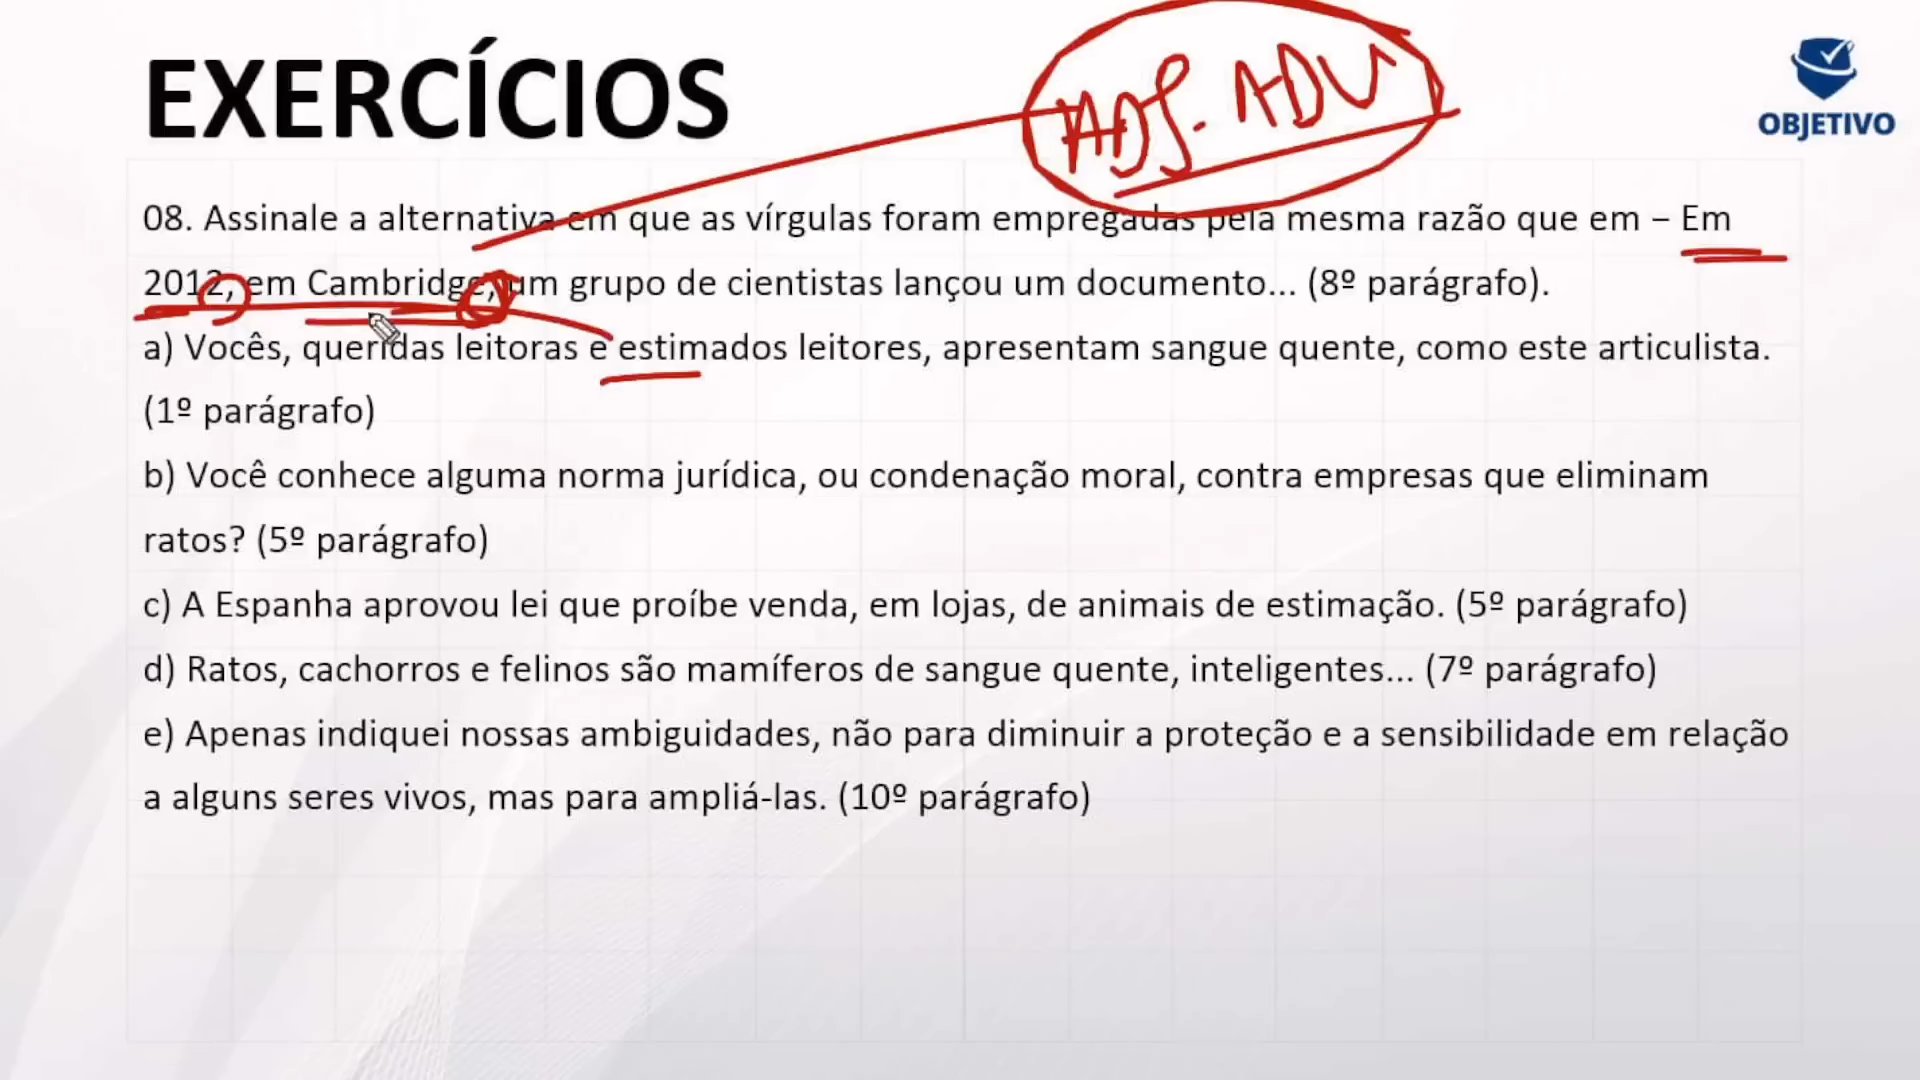 EXERCÍCIOS
ADJ. ADV
OBJETIVO
08. Assinale a alternativa em que as vírgulas foram empregadas pela mesma razão que em – Em
2012, em Cambridge, um grupo de cientistas lançou um documento... (8º parágrafo).
a) Vocês, queridas leitoras e estimados leitores, apresentam sangue quente, como este articulista.
(1º parágrafo)
b) Você conhece alguma norma jurídica, ou condenação moral, contra empresas que eliminam
ratos? (5º parágrafo)
c) A Espanha aprovou lei que proíbe venda, em lojas, de animais de estimação. (5º parágrafo)
d) Ratos, cachorros e felinos são mamíferos de sangue quente, inteligentes... (7º parágrafo)
e) Apenas indiquei nossas ambiguidades, não para diminuir a proteção e a sensibilidade em relação
a alguns seres vivos, mas para ampliá-las. (10º parágrafo)